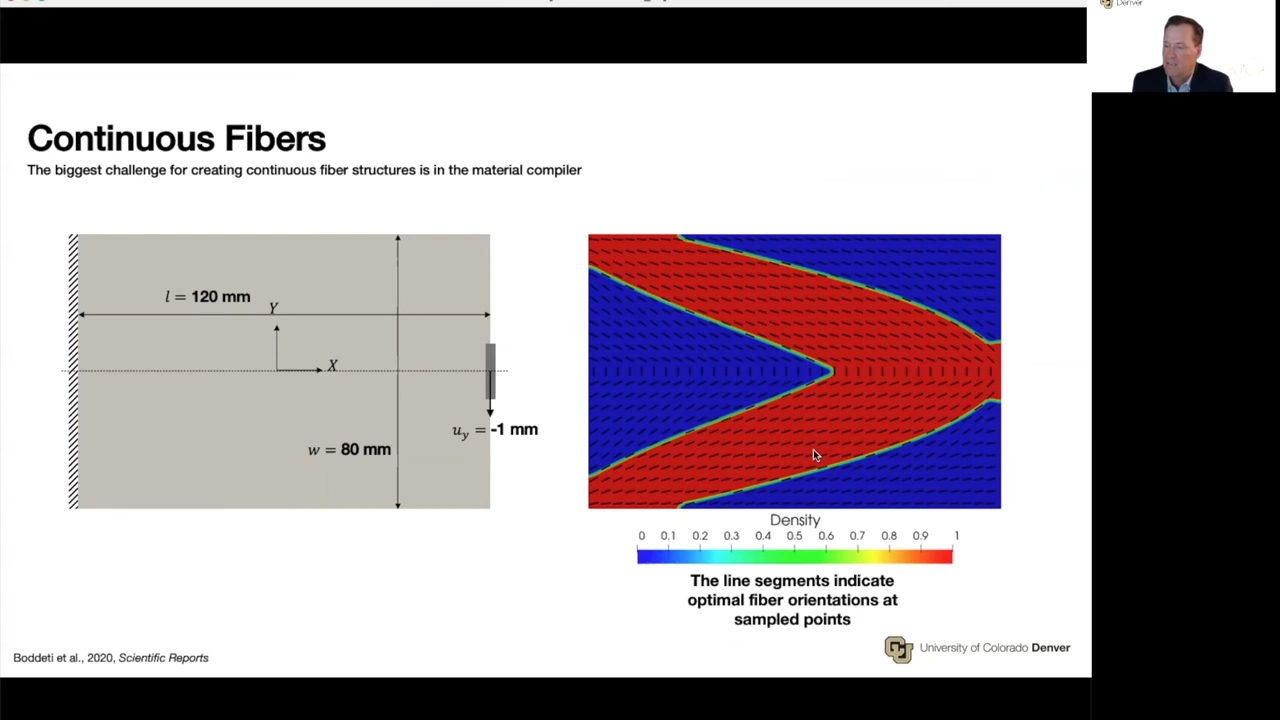 Denver
Continuous Fibers
The biggest challenge for creating continuous fiber structures is in the material compiler
l = 120 mm
Y
X
u_y = -1 mm
w = 80 mm
Density
0 0.1 0.2 0.3 0.4 0.5 0.6 0.7 0.8 0.9 1
The line segments indicate
optimal fiber orientations at
sampled points
University of Colorado Denver
Boddeti et al., 2020, Scientific Reports